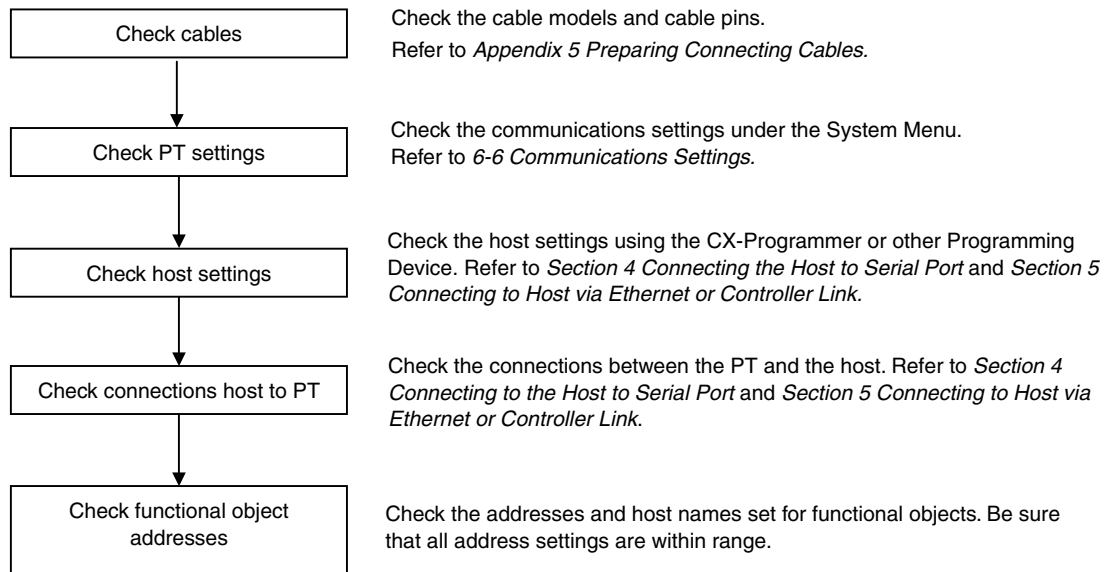 Check cables
Check the cable models and cable pins.
Refer to Appendix 5 Preparing Connecting Cables.
Check PT settings
Check the communications settings under the System Menu.
Refer to 6-6 Communications Settings.
Check host settings
Check the host settings using the CX-Programmer or other Programming
Device. Refer to Section 4 Connecting the Host to Serial Port and Section 5
Connecting to Host via Ethernet or Controller Link.
Check connections host to PT
Check the connections between the PT and the host. Refer to Section 4
Connecting to the Host to Serial Port and Section 5 Connecting to Host via
Ethernet or Controller Link.
Check functional object
addresses
Check the addresses and host names set for functional objects. Be sure
that all address settings are within range.